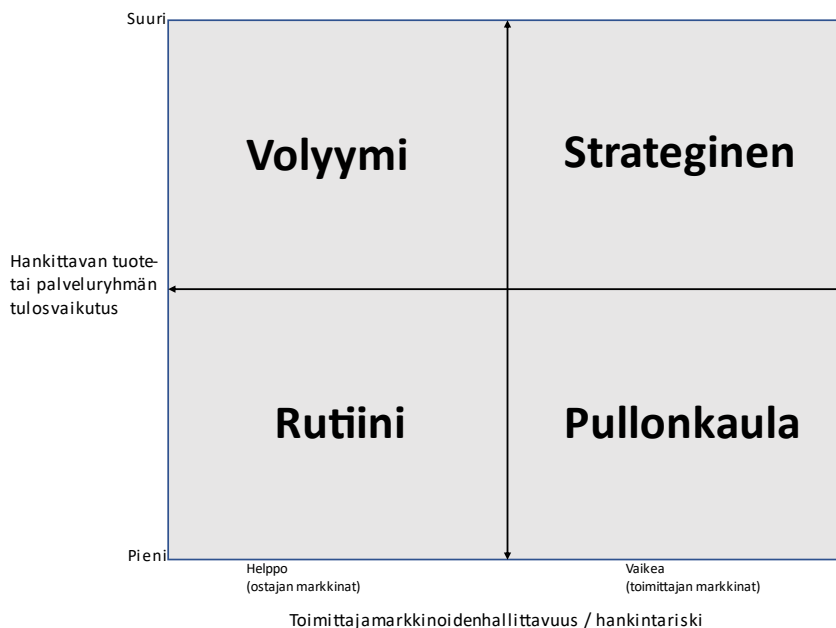 Suuri
Volyymi
Strateginen
Hankittavan tuote-
tai palveluryhmän
tulosvaikutus
Rutiini
Pullonkaula
Pieni
Helppo
(ostajan markkinat)
Vaikea
(toimittajan markkinat)
Toimittajamarkkinoidenhallittavuus / hankintariski